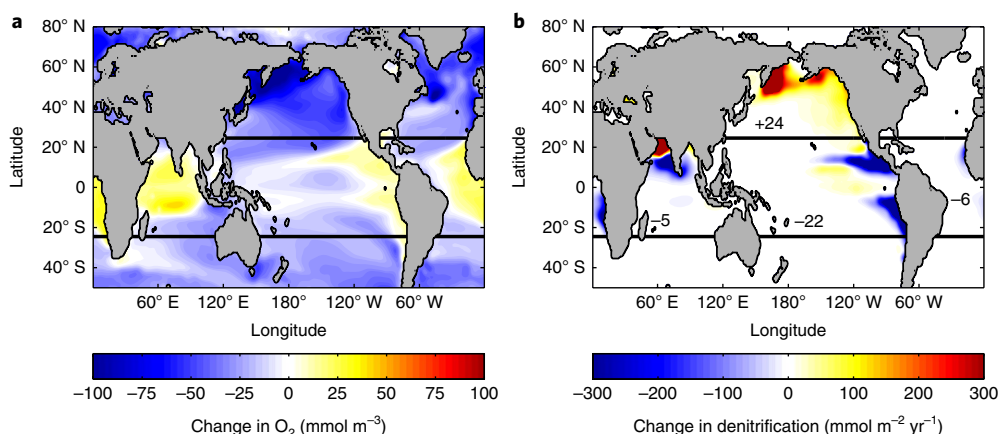 a
80° N
60° N
40° N
20° N
0
20° S
40° S
Latitude
60° E
120° E
180°
120° W
60° W
Longitude
–100
–75
–50
–25
0
25
50
75
100
Change in O₂ (mmol m⁻³)
b
80° N
60° N
40° N
20° N
0
20° S
40° S
Latitude
+24
–5
–22
–6
60° E
120° E
180°
120° W
60° W
Longitude
–300
–200
–100
0
100
200
300
Change in denitrification (mmol m⁻² yr⁻¹)